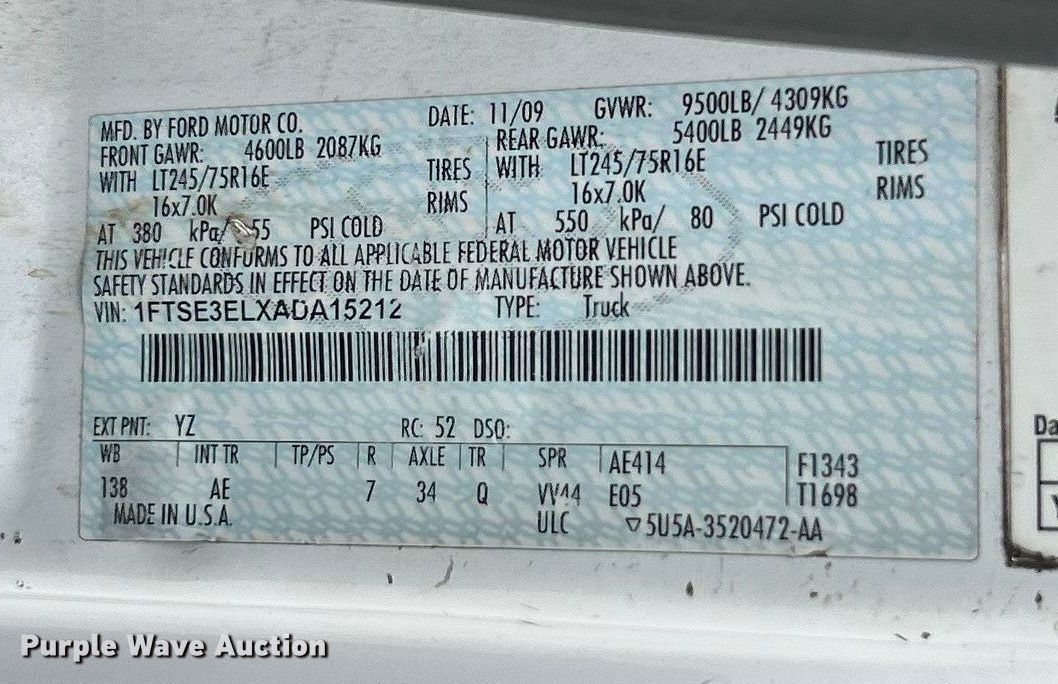 MFD. BY FORD MOTOR CO. DATE: 11/09 GVWR: 9500LB/ 4309KG
FRONT GAWR: 4600LB 2087KG REAR GAWR: 5400LB 2449KG
WITH LT245/75R16E TIRES WITH LT245/75R16E TIRES
16x7.0K RIMS 16x7.0K RIMS
AT 380 kPa/ 55 PSI COLD AT 550 kPa/ 80 PSI COLD
THIS VEHICLE CONFORMS TO ALL APPLICABLE FEDERAL MOTOR VEHICLE
SAFETY STANDARDS IN EFFECT ON THE DATE OF MANUFACTURE SHOWN ABOVE.
VIN: 1FTSE3ELXADA15212 TYPE: Truck
EXT PNT: YZ RC: 52 DSO:
WB INT TR TP/PS R AXLE TR SPR AE414 F1343
138 AE 7 34 Q VV44 E05 T1698
MADE IN U.S.A. ULC ▽5U5A-3520472-AA
Da
Purple Wave Auction